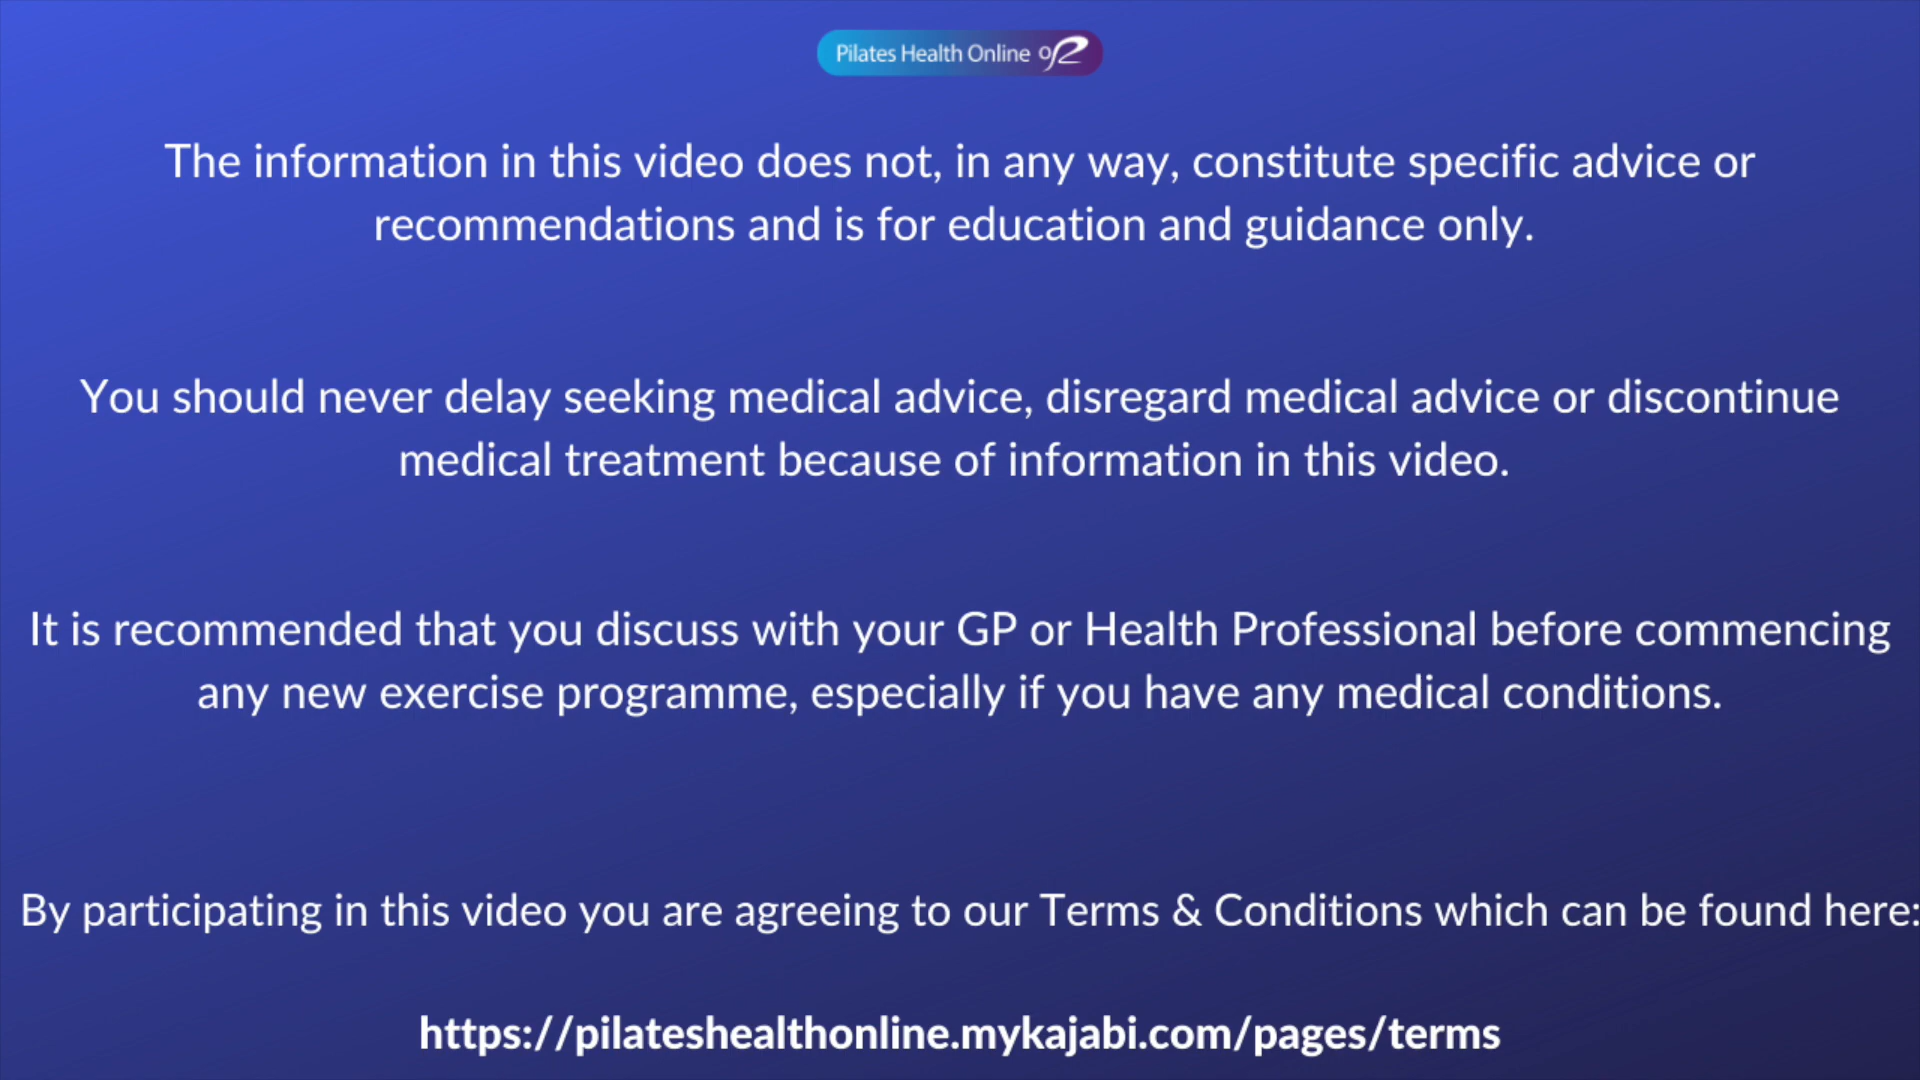 Pilates Health Online
The information in this video does not, in any way, constitute specific advice or
recommendations and is for education and guidance only.
You should never delay seeking medical advice, disregard medical advice or discontinue
medical treatment because of information in this video.
It is recommended that you discuss with your GP or Health Professional before commencing
any new exercise programme, especially if you have any medical conditions.
By participating in this video you are agreeing to our Terms & Conditions which can be found here:
https://pilateshealthonline.mykajabi.com/pages/terms